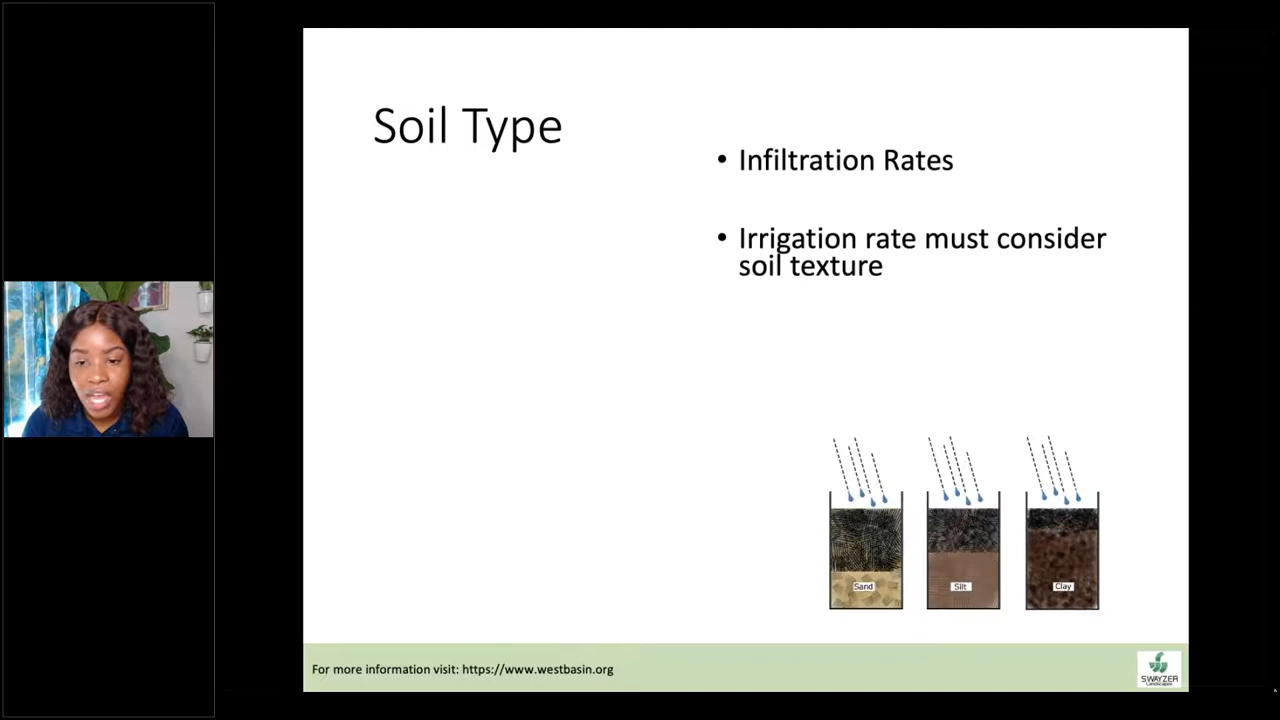 Soil Type
• Infiltration Rates
• Irrigation rate must consider
soil texture
Sand
Silt
Clay
For more information visit: https://www.westbasin.org
SWAYZER
Landscapes